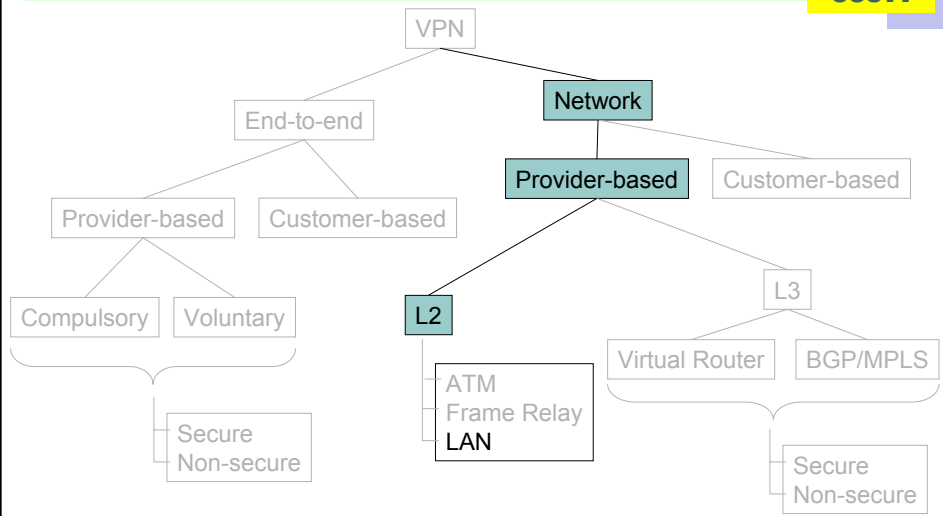 VPN
End-to-end
Network
Provider-based
Customer-based
Provider-based
Customer-based
Compulsory
Voluntary
L2
L3
Virtual Router
BGP/MPLS
ATM
Frame Relay
LAN
Secure
Non-secure
Secure
Non-secure